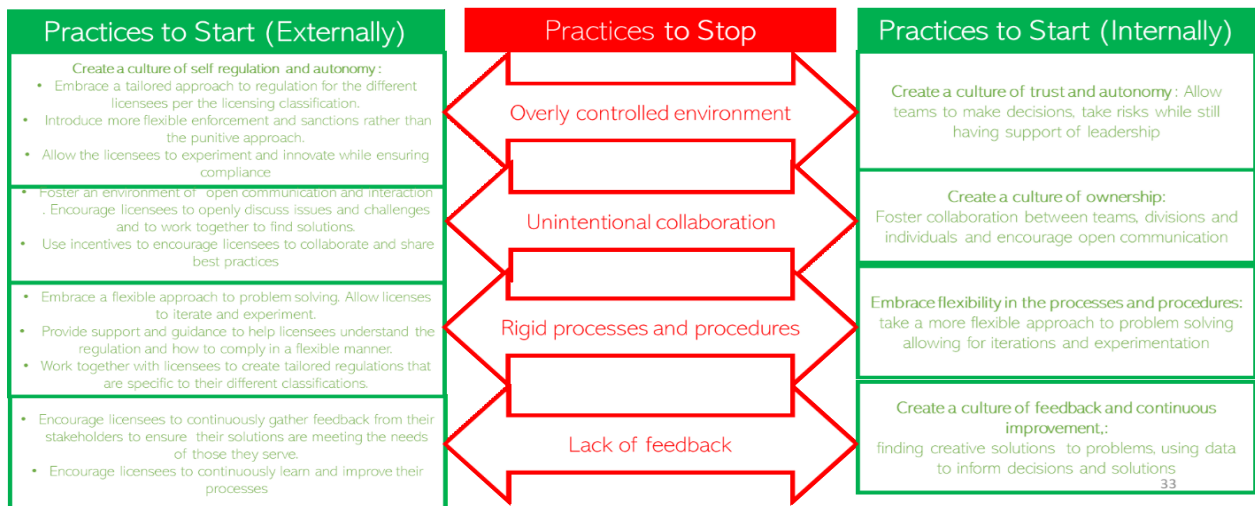 Practices to Start (Externally)
Create a culture of self regulation and autonomy :
• Embrace a tailored approach to regulation for the different
licensees per the licensing classification.
• Introduce more flexible enforcement and sanctions rather than
the punitive approach.
• Allow the licensees to experiment and innovate while ensuring
compliance
• Foster an environment of open communication and interaction
. Encourage licensees to openly discuss issues and challenges
and to work together to find solutions.
• Use incentives to encourage licensees to collaborate and share
best practices
• Embrace a flexible approach to problem solving. Allow licenses
to iterate and experiment.
• Provide support and guidance to help licensees understand the
regulation and how to comply in a flexible manner.
• Work together with licensees to create tailored regulations that
are specific to their different classifications.
• Encourage licensees to continuously gather feedback from their
stakeholders to ensure their solutions are meeting the needs
of those they serve.
• Encourage licensees to continuously learn and improve their
processes
Practices to Stop
Overly controlled environment
Unintentional collaboration
Rigid processes and procedures
Lack of feedback
Practices to Start (Internally)
Create a culture of trust and autonomy : Allow
teams to make decisions, take risks while still
having support of leadership
Create a culture of ownership:
Foster collaboration between teams, divisions and
individuals and encourage open communication
Embrace flexibility in the processes and procedures:
take a more flexible approach to problem solving
allowing for iterations and experimentation
Create a culture of feedback and continuous
improvement,:
finding creative solutions to problems, using data
to inform decisions and solutions
33